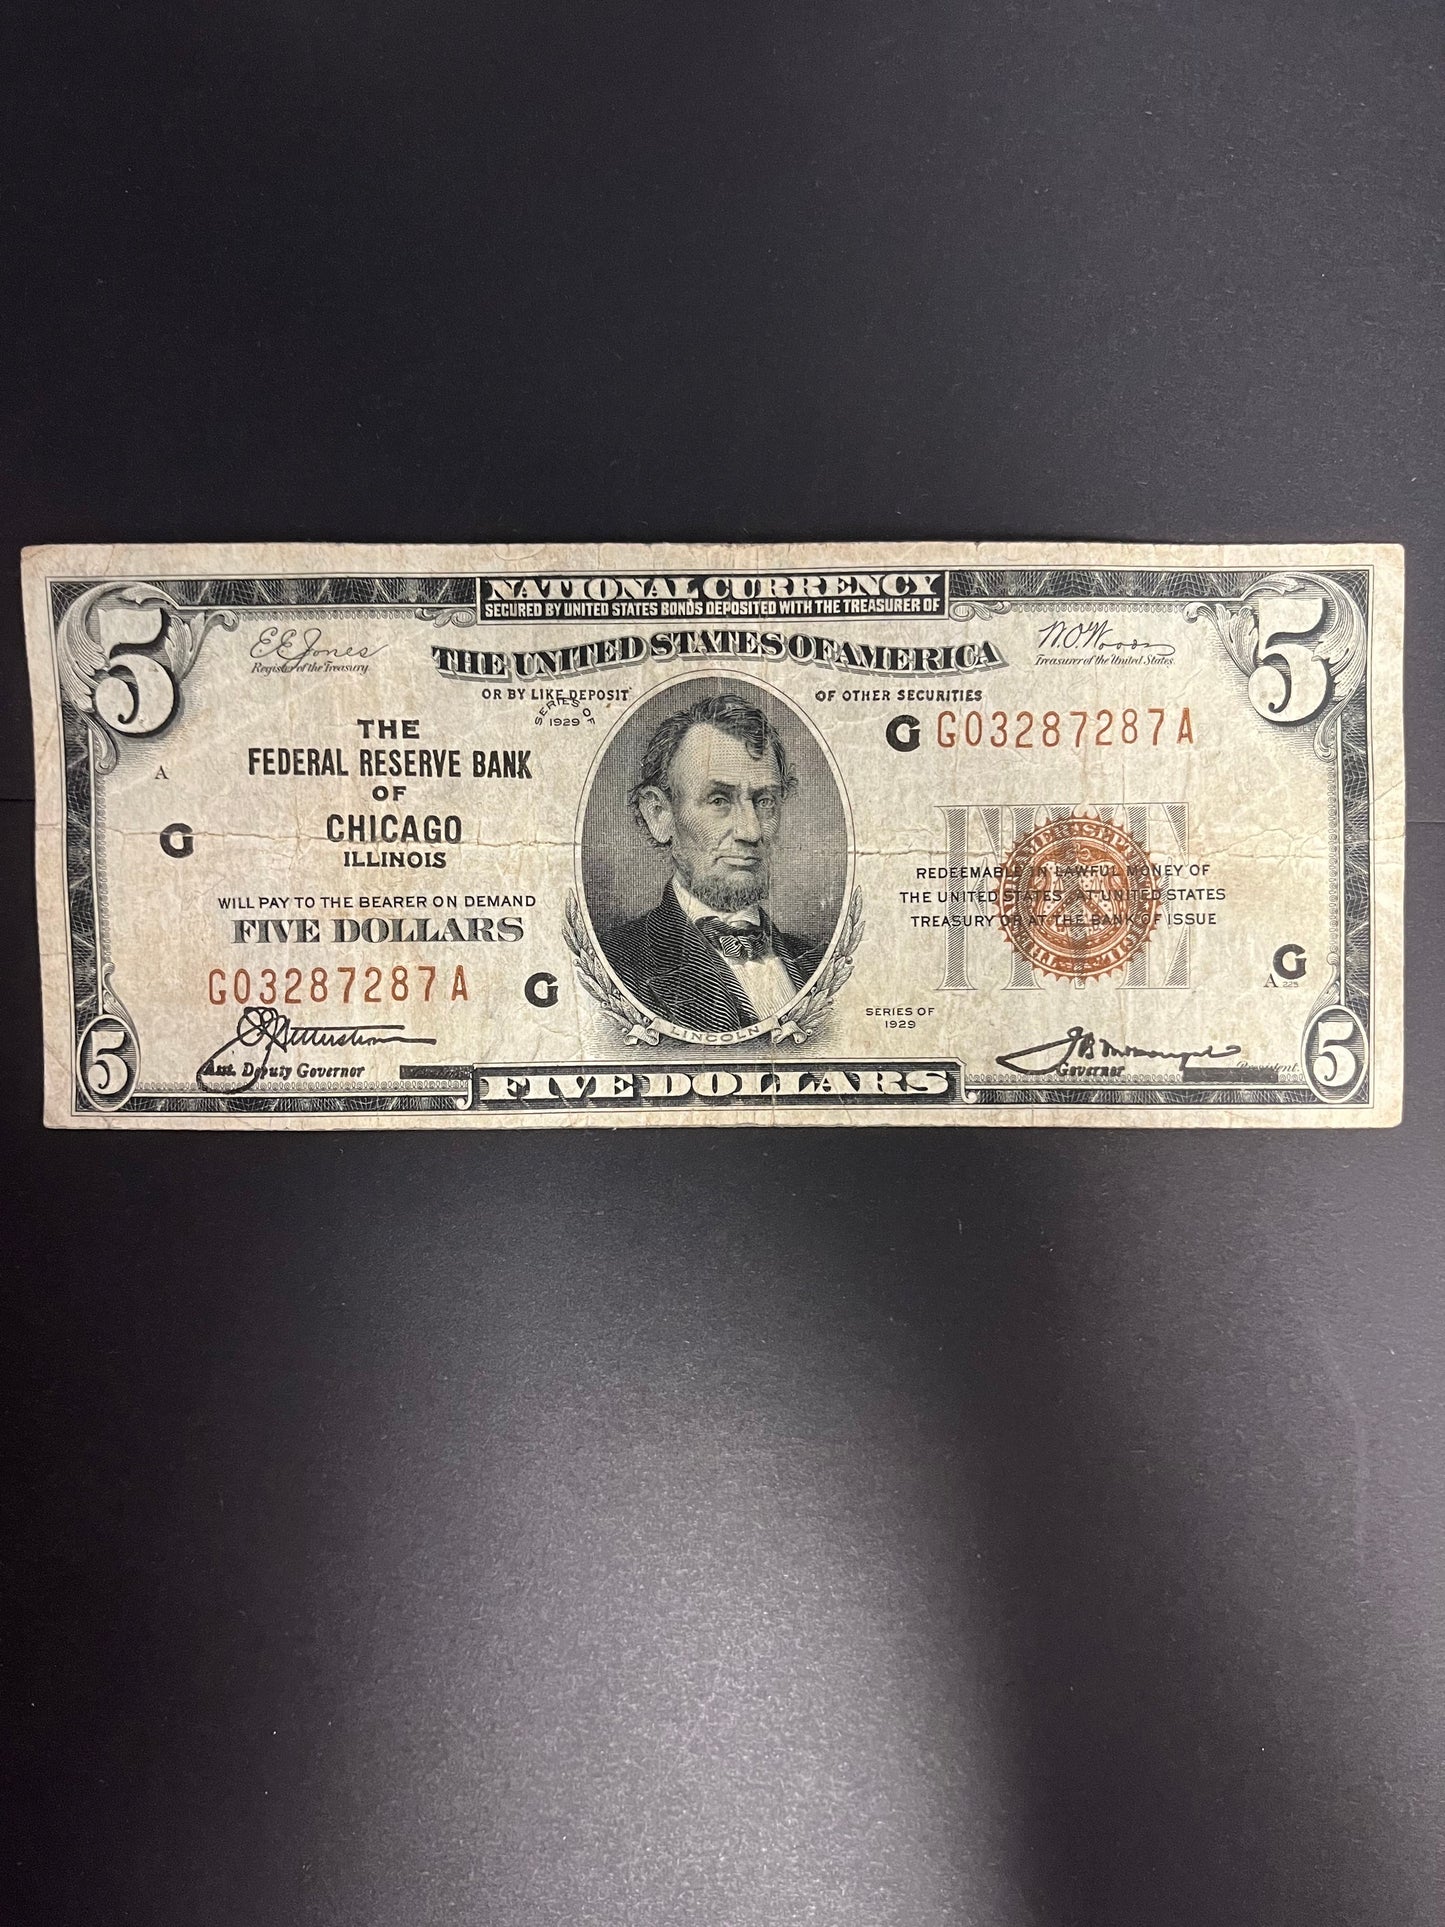 NATIONAL CURRENCY
SECURED BY UNITED STATES BONDS DEPOSITED WITH THE TREASURER OF
5
E E Jones
Register of the Treasury
THE UNITED STATES OF AMERICA
W.O. Woods
Treasurer of the United States.
5
OR BY LIKE DEPOSIT
OF OTHER SECURITIES
SERIES OF
1929
THE
FEDERAL RESERVE BANK
OF
CHICAGO
ILLINOIS
A
G
G G03287287A
WILL PAY TO THE BEARER ON DEMAND
FIVE DOLLARS
G03287287A
G
FIVE
REDEEMABLE IN LAWFUL MONEY OF
THE UNITED STATES AT UNITED STATES
TREASURY OR AT THE BANK OF ISSUE
G
A 225
SERIES OF
1929
LINCOLN
5
Asst. Deputy Governor
FIVE DOLLARS
Governor
President.
5